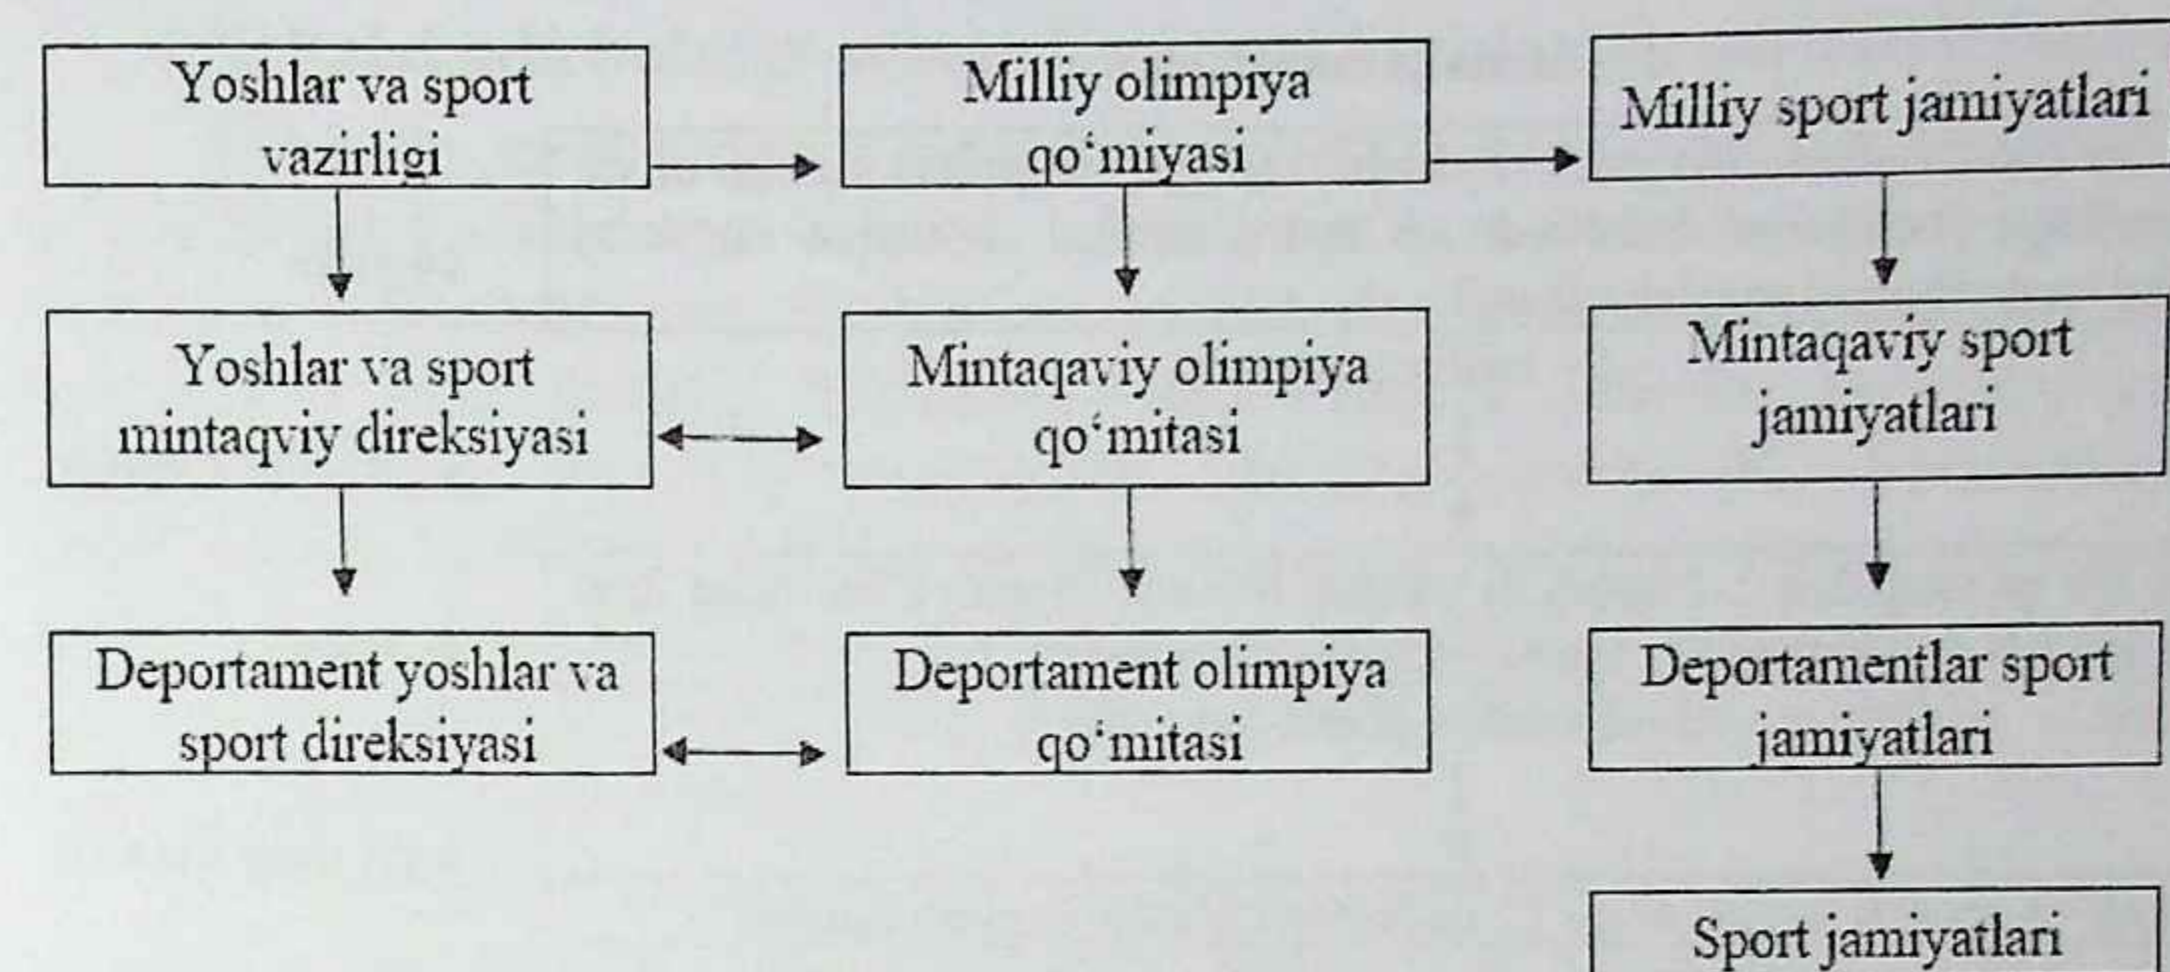 Yoshlar va sport
vazirligi
Milliy olimpiya
qo‘miyasi
Milliy sport jamiyatlari
Yoshlar va sport
mintaqviy direksiyasi
Mintaqaviy olimpiya
qo‘mitasi
Mintaqaviy sport
jamiyatlari
Deportament yoshlar va
sport direksiyasi
Deportament olimpiya
qo‘mitasi
Deportamentlar sport
jamiyatlari
Sport jamiyatlari